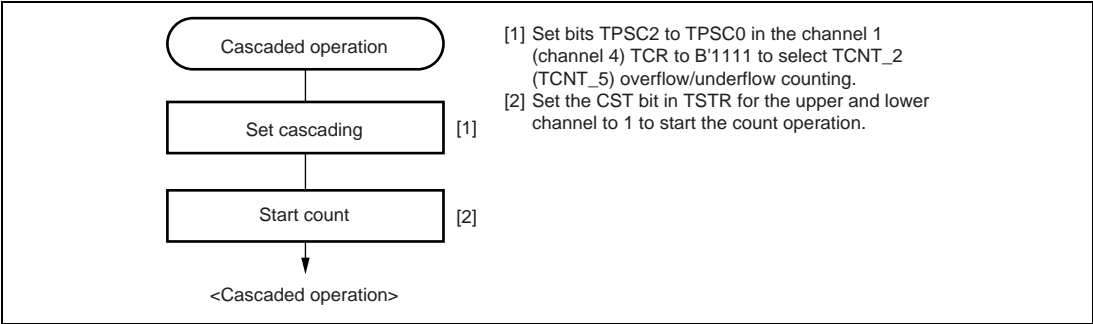 Cascaded operation
Set cascading
[1]
Start count
[2]
<Cascaded operation>
[1] Set bits TPSC2 to TPSC0 in the channel 1
(channel 4) TCR to B'1111 to select TCNT_2
(TCNT_5) overflow/underflow counting.
[2] Set the CST bit in TSTR for the upper and lower
channel to 1 to start the count operation.